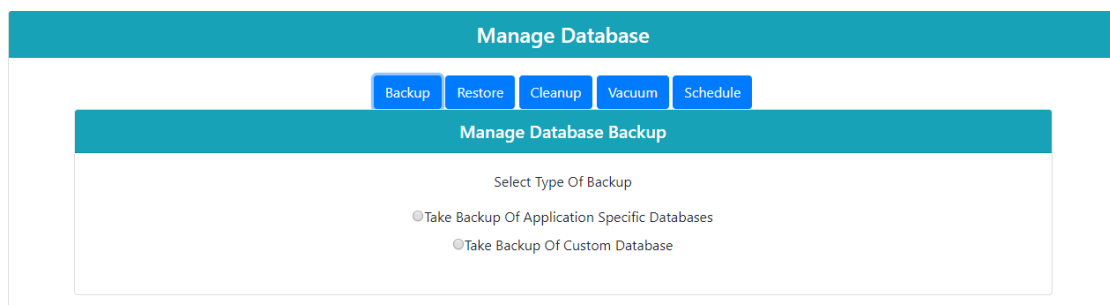 Manage Database
Backup Restore Cleanup Vacuum Schedule
Manage Database Backup
Select Type Of Backup
Take Backup Of Application Specific Databases
Take Backup Of Custom Database